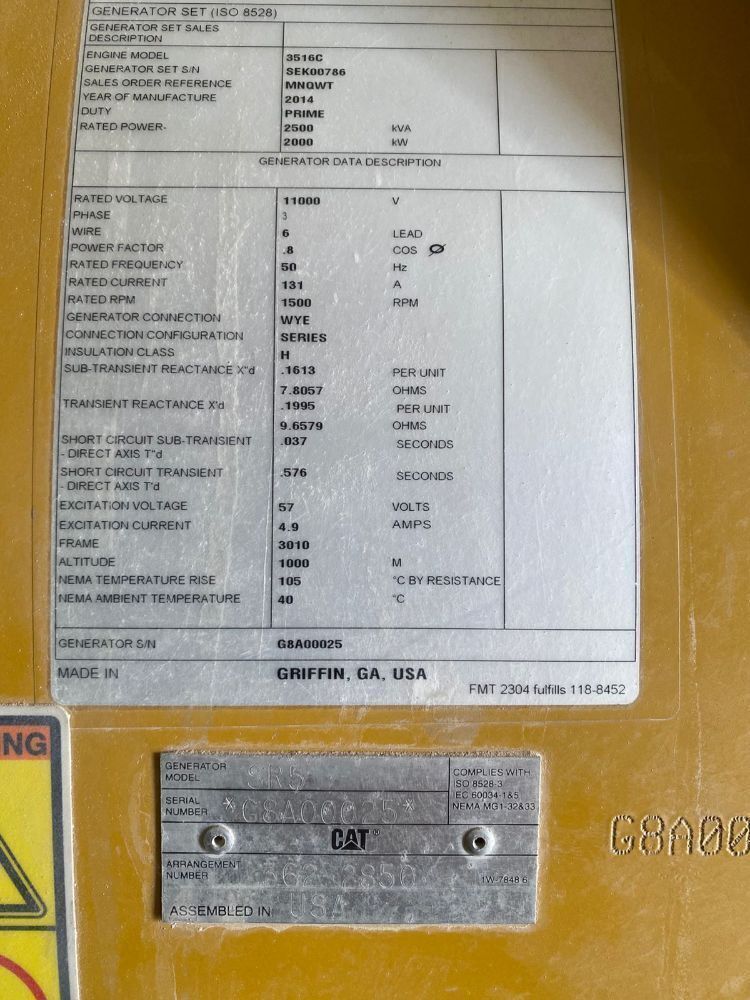 GENERATOR SET (ISO 8528)
GENERATOR SET SALES
DESCRIPTION
ENGINE MODEL 3516C
GENERATOR SET S/N SEK00786
SALES ORDER REFERENCE MNQWT
YEAR OF MANUFACTURE 2014
DUTY PRIME
RATED POWER- 2500 kVA
2000 kW
GENERATOR DATA DESCRIPTION
RATED VOLTAGE 11000 V
PHASE 3
WIRE 6 LEAD
POWER FACTOR .8 COS Ø
RATED FREQUENCY 50 Hz
RATED CURRENT 131 A
RATED RPM 1500 RPM
GENERATOR CONNECTION WYE
CONNECTION CONFIGURATION SERIES
INSULATION CLASS H
SUB-TRANSIENT REACTANCE X"d .1613 PER UNIT
7.8057 OHMS
TRANSIENT REACTANCE X'd .1995 PER UNIT
9.6579 OHMS
SHORT CIRCUIT SUB-TRANSIENT .037 SECONDS
- DIRECT AXIS T"d
SHORT CIRCUIT TRANSIENT .576 SECONDS
- DIRECT AXIS T'd
EXCITATION VOLTAGE 57 VOLTS
EXCITATION CURRENT 4.9 AMPS
FRAME 3010
ALTITUDE 1000 M
NEMA TEMPERATURE RISE 105 °C BY RESISTANCE
NEMA AMBIENT TEMPERATURE 40 °C
GENERATOR S/N G8A00025
MADE IN GRIFFIN, GA, USA
FMT 2304 fulfills 118-8452
NG
GENERATOR
MODEL SR5
SERIAL
NUMBER *G8A00025*
COMPLIES WITH
ISO 8528-3
IEC 60034-1&5
NEMA MG1-32&33
CAT®
G8A00
ARRANGEMENT
NUMBER 2856
1W-7848 6
ASSEMBLED IN USA